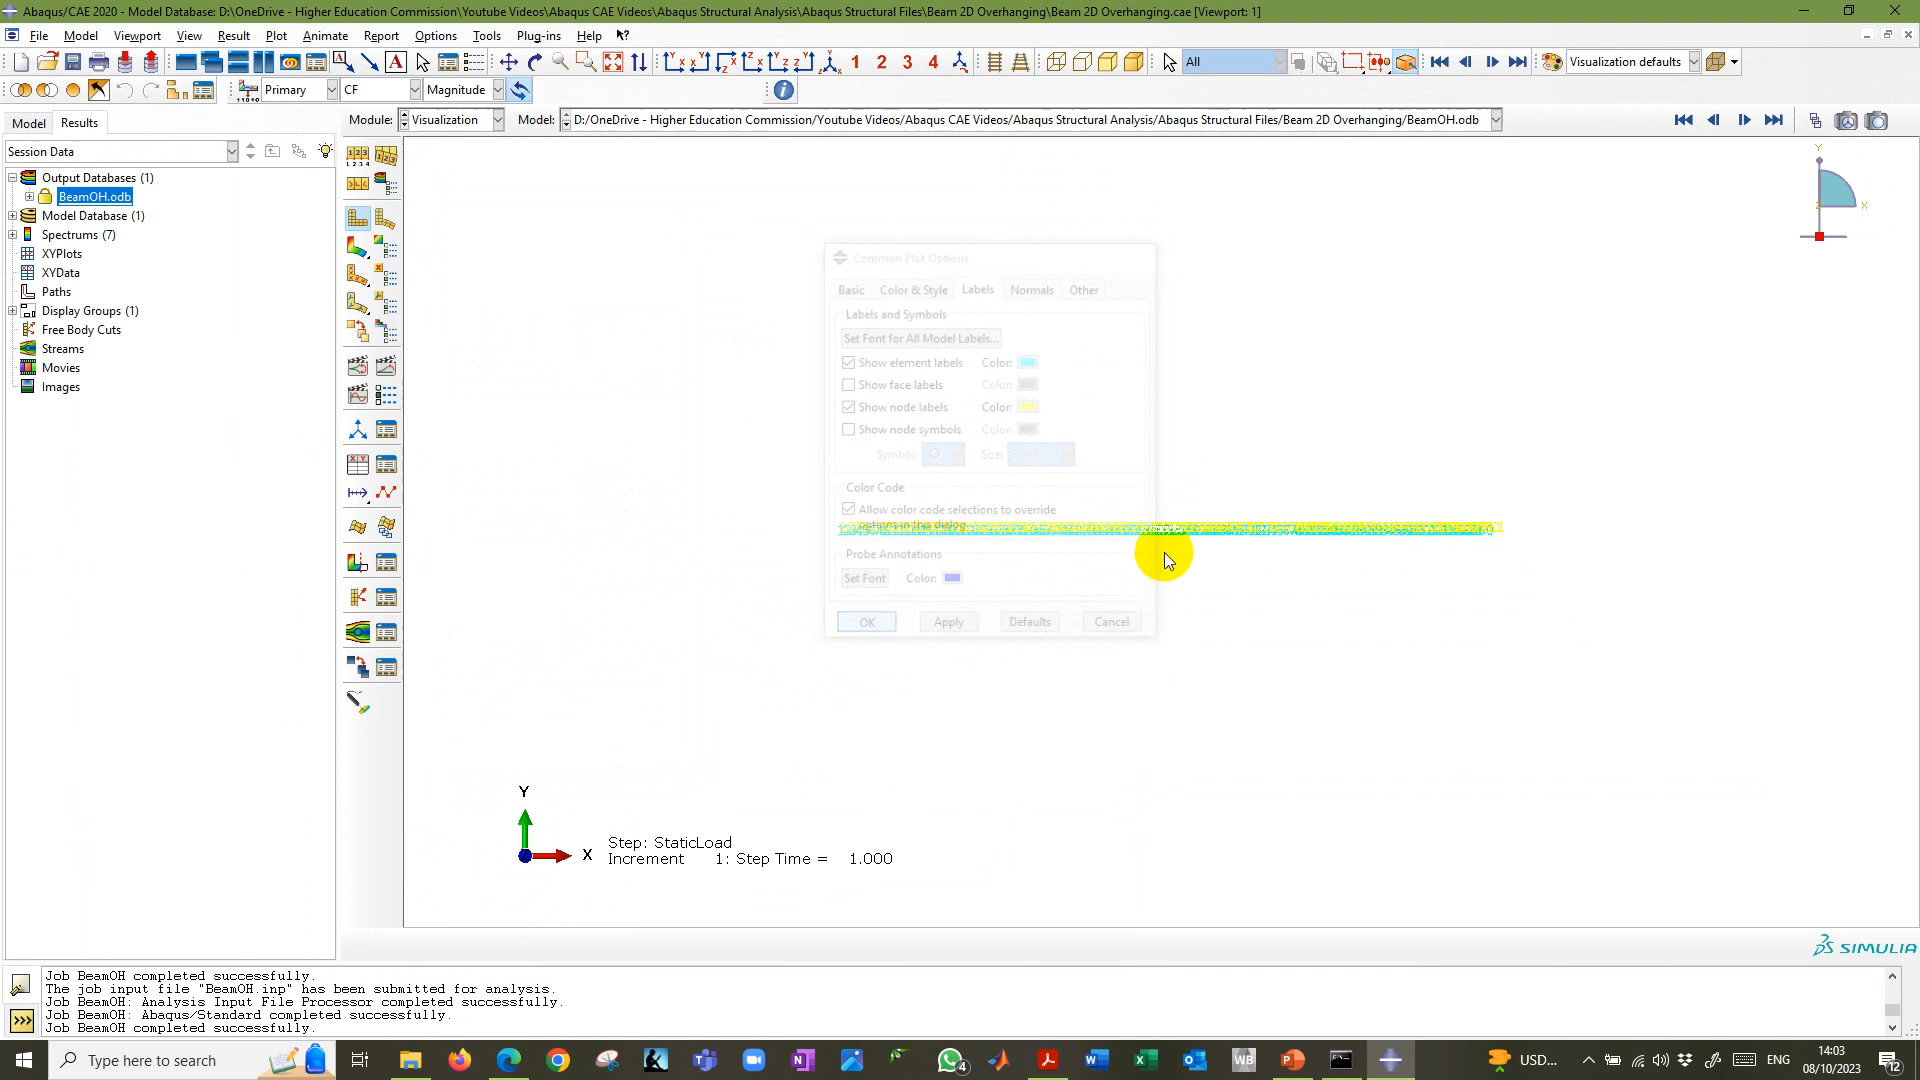 Abaqus/CAE 2020 - Model Database: D:\OneDrive - Higher Education Commission\Youtube Videos\Abaqus CAE Videos\Abaqus Structural Analysis\Abaqus Structural Files\Beam 2D Overhanging\Beam 2D Overhanging.cae [Viewport: 1]
File Model Viewport View Result Plot Animate Report Options Tools Plug-ins Help
1 2 3 4 All Visualization defaults
Primary CF Magnitude
Model Results Module: Visualization Model: D:/OneDrive - Higher Education Commission/Youtube Videos/Abaqus CAE Videos/Abaqus Structural Analysis/Abaqus Structural Files/Beam 2D Overhanging/BeamOH.odb
Session Data
Output Databases (1)
BeamOH.odb
Model Database (1)
Spectrums (7)
XYPlots
XYData
Paths
Display Groups (1)
Free Body Cuts
Streams
Movies
Images
Y
X
Common Plot Options
Basic Color & Style Labels Normals Other
Labels and Symbols
Set Font for All Model Labels...
Show element labels Color:
Show face labels Color:
Show node labels Color:
Show node symbols Color:
Symbol: Size: Small
Color Code
Allow color code selections to override
options in this dialog
Probe Annotations
Set Font Color:
OK Apply Defaults Cancel
Y
X
Step: StaticLoad
Increment 1: Step Time = 1.000
SIMULIA
Job BeamOH completed successfully.
The job input file "BeamOH.inp" has been submitted for analysis.
Job BeamOH: Analysis Input File Processor completed successfully.
Job BeamOH: Abaqus/Standard completed successfully.
Job BeamOH completed successfully.
Type here to search
4
WB
USD...
ENG
14:03
08/10/2023
12